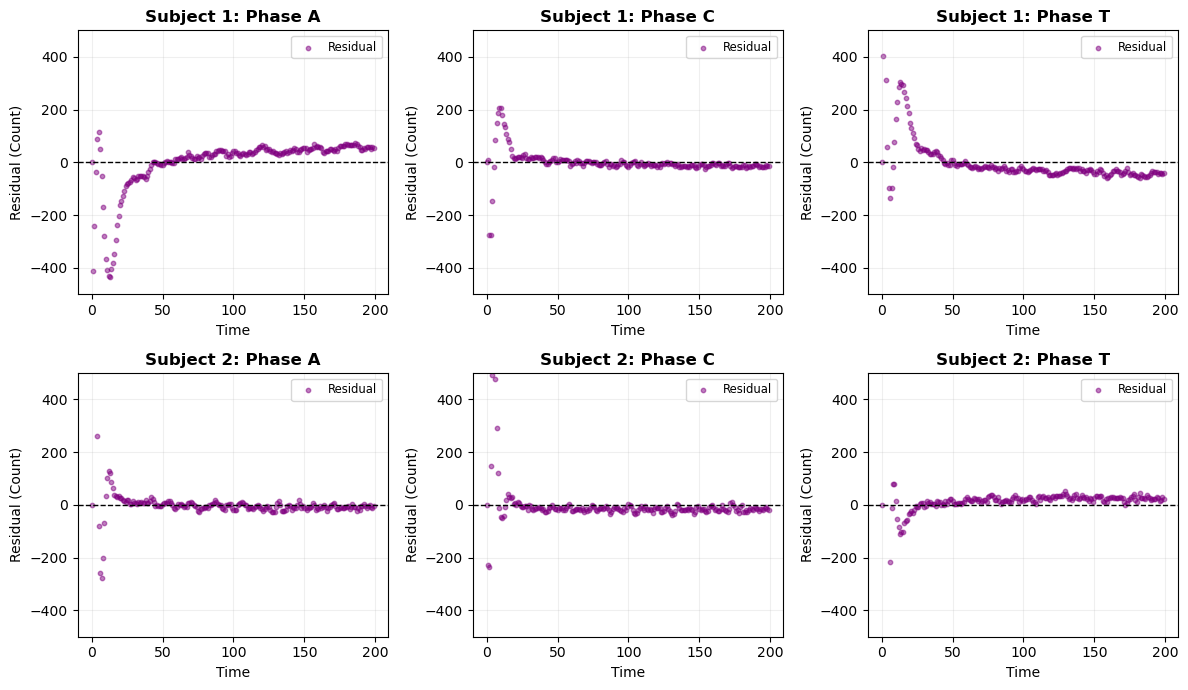 Subject 1: Phase A
Residual (Count)
400
200
0
−200
−400
Residual
0
50
100
150
200
Time
Subject 1: Phase C
Residual (Count)
400
200
0
−200
−400
Residual
0
50
100
150
200
Time
Subject 1: Phase T
Residual (Count)
400
200
0
−200
−400
Residual
0
50
100
150
200
Time
Subject 2: Phase A
Residual (Count)
400
200
0
−200
−400
Residual
0
50
100
150
200
Time
Subject 2: Phase C
Residual (Count)
400
200
0
−200
−400
Residual
0
50
100
150
200
Time
Subject 2: Phase T
Residual (Count)
400
200
0
−200
−400
Residual
0
50
100
150
200
Time